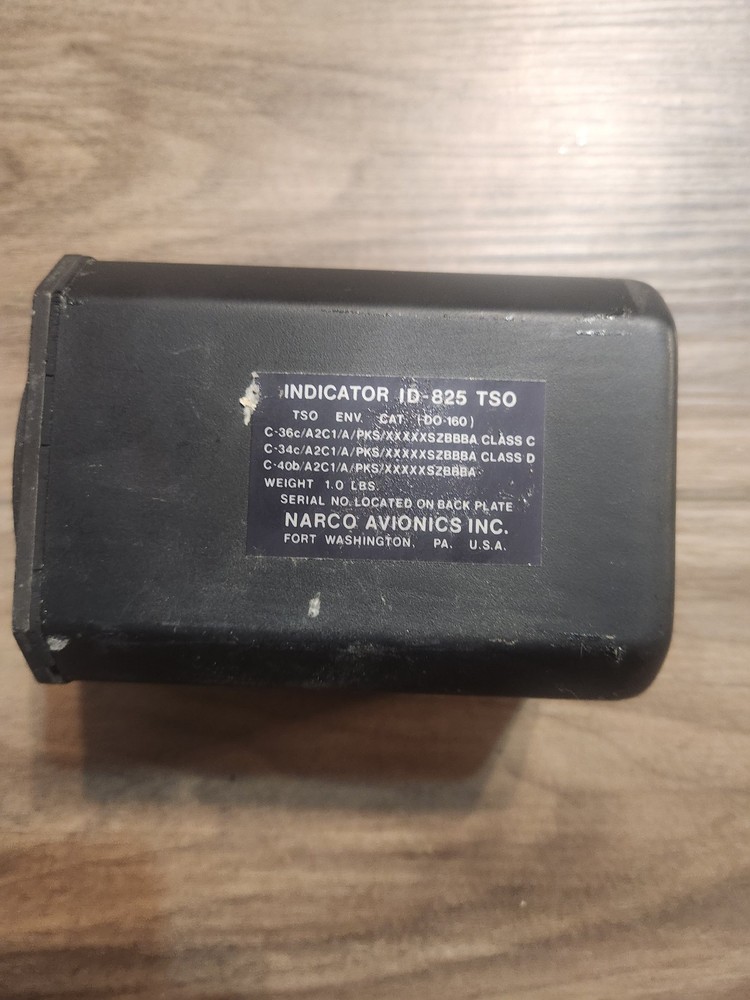 INDICATOR ID-825 TSO
TSO ENV. CAT (DO-160)
C-36c/A2C1/A/PKS/XXXXXSZBBBA CLASS C
C-34c/A2C1/A/PKS/XXXXXSZBBBA CLASS D
C-40b/A2C1/A/PKS/XXXXXSZBBBA
WEIGHT 1.0 LBS.
SERIAL NO. LOCATED ON BACK PLATE
NARCO AVIONICS INC.
FORT WASHINGTON, PA. U.S.A.